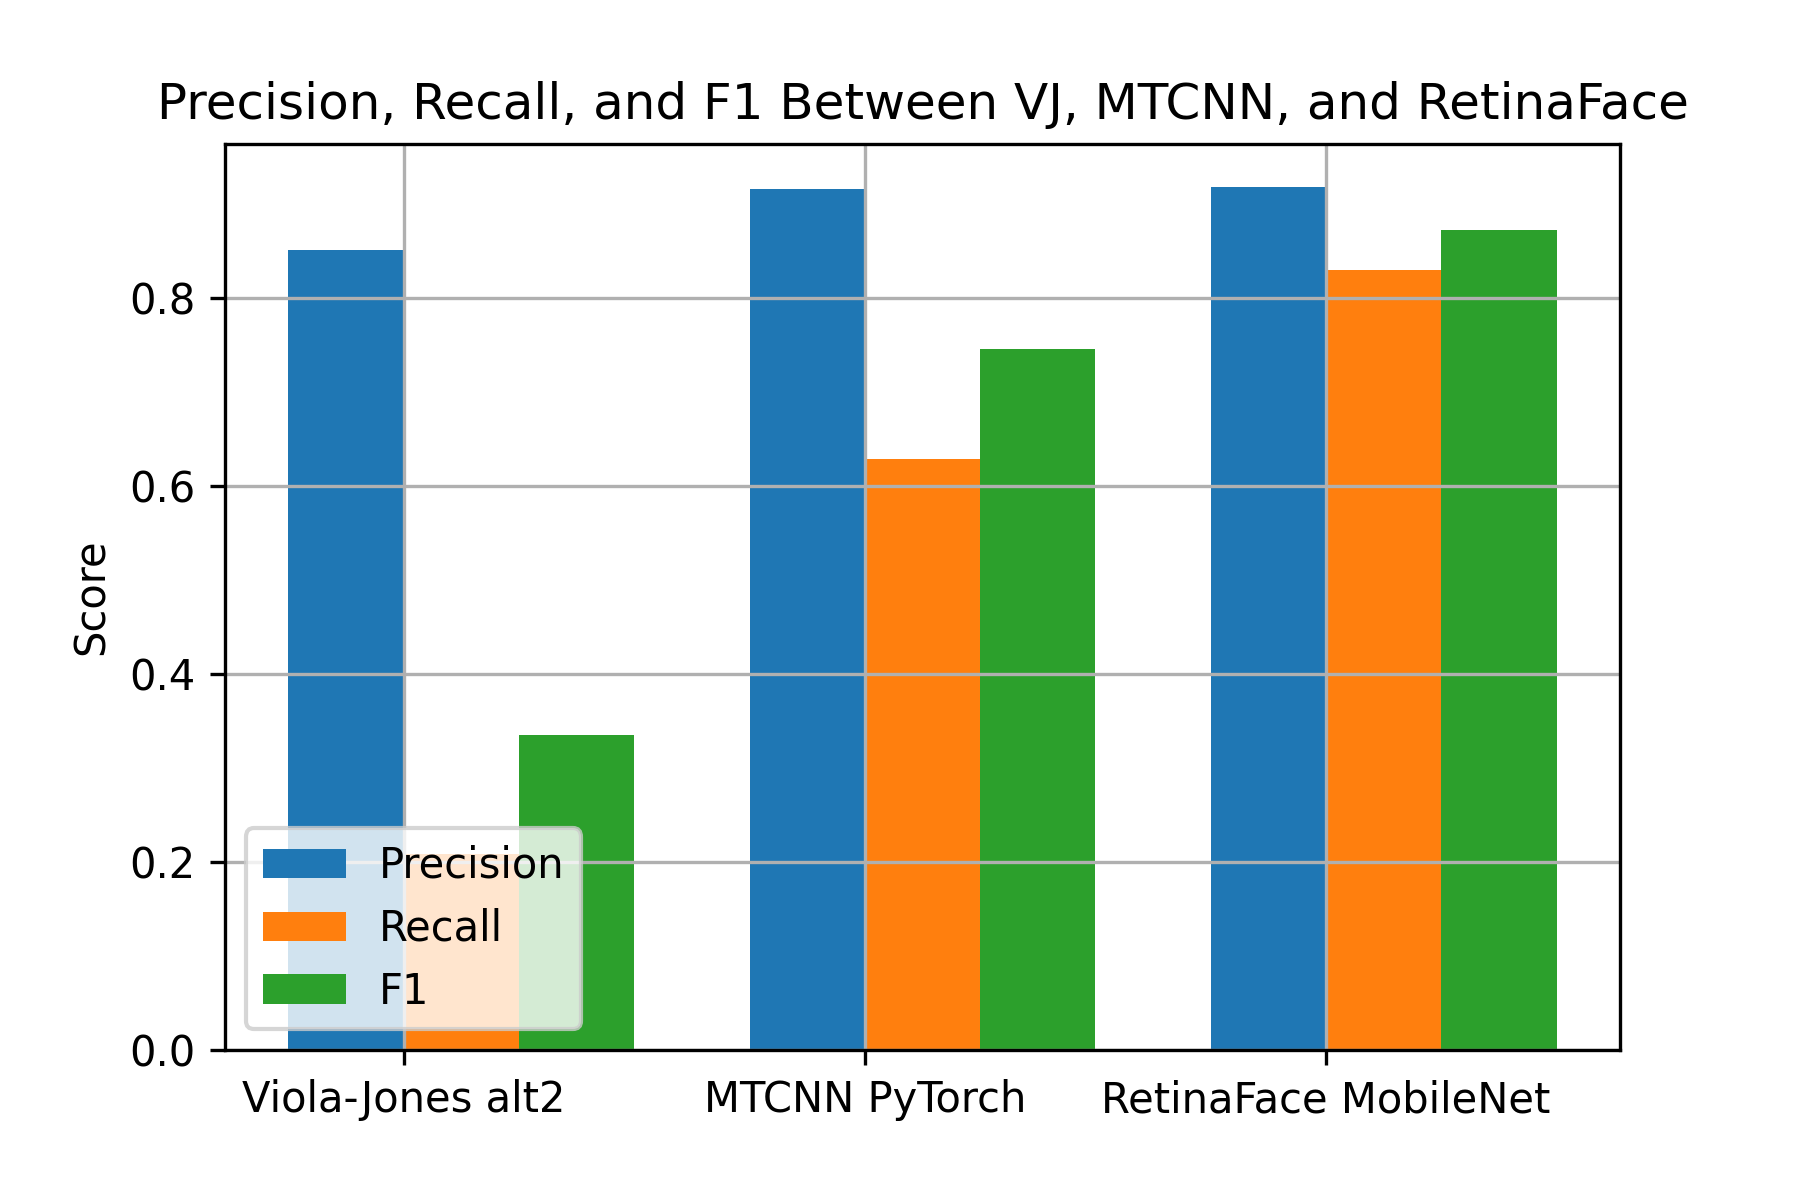 Precision, Recall, and F1 Between VJ, MTCNN, and RetinaFace
Score
0.8
0.6
0.4
0.2
0.0
Precision
Recall
F1
Viola-Jones alt2
MTCNN PyTorch
RetinaFace MobileNet